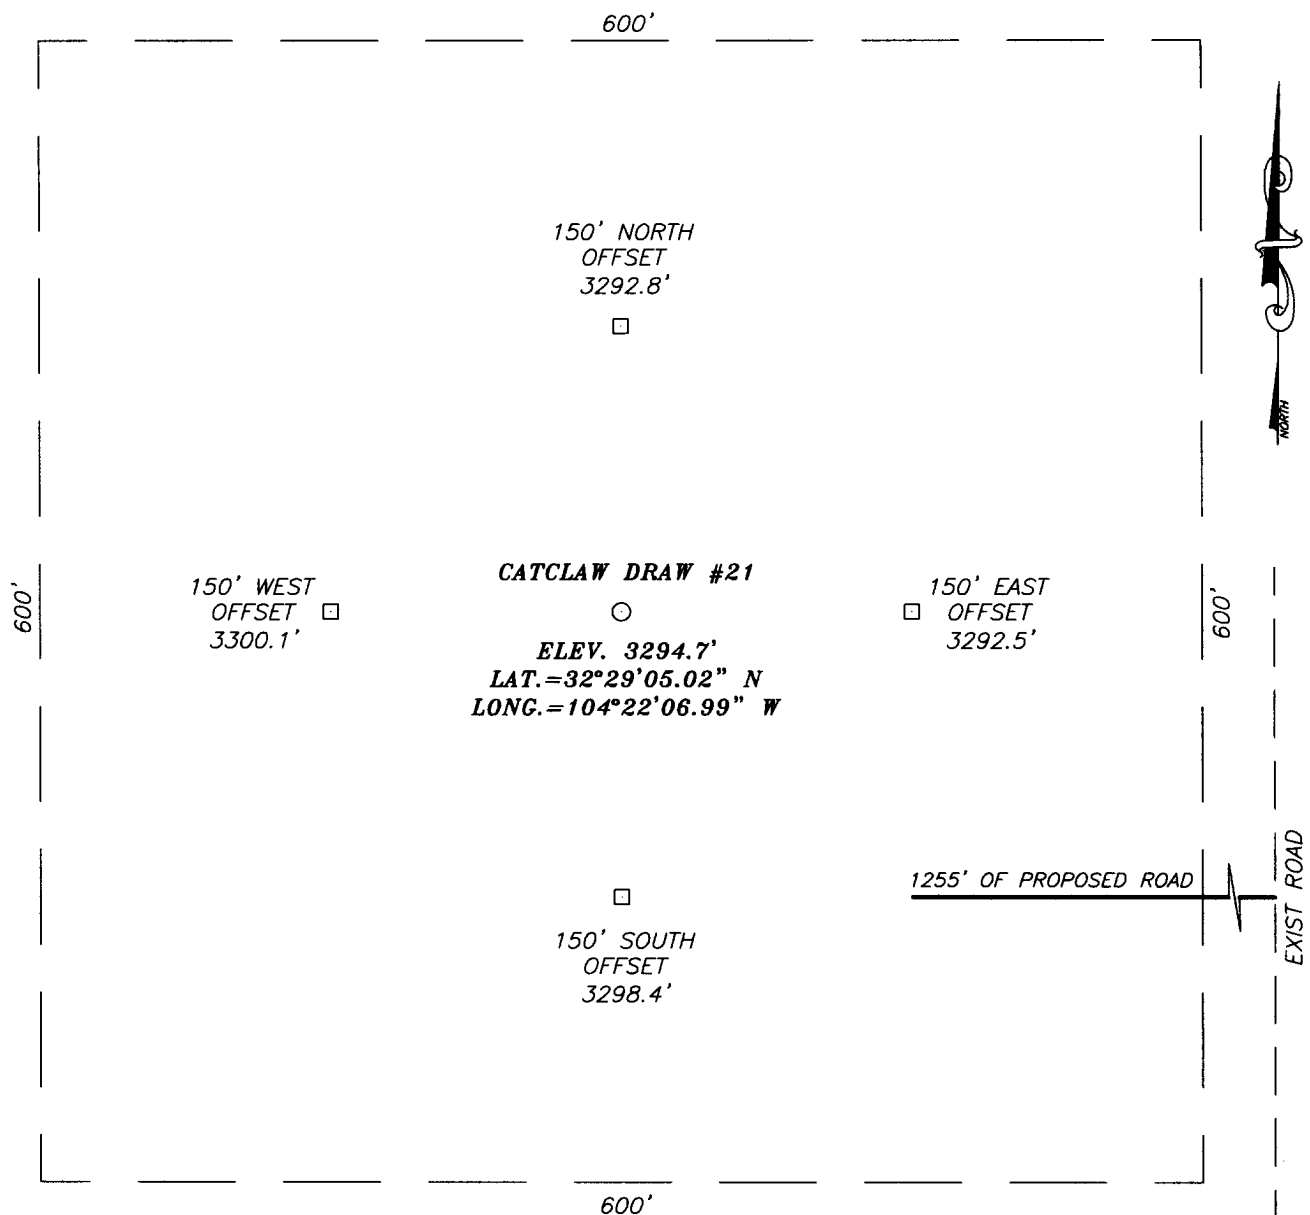 600'
150' NORTH
OFFSET
3292.8'
NORTH
600'
150' WEST
OFFSET
3300.1'
CATCLAW DRAW #21
ELEV. 3294.7'
LAT.=32°29'05.02" N
LONG.=104°22'06.99" W
150' EAST
OFFSET
3292.5'
600'
1255' OF PROPOSED ROAD
EXIST ROAD
150' SOUTH
OFFSET
3298.4'
600'